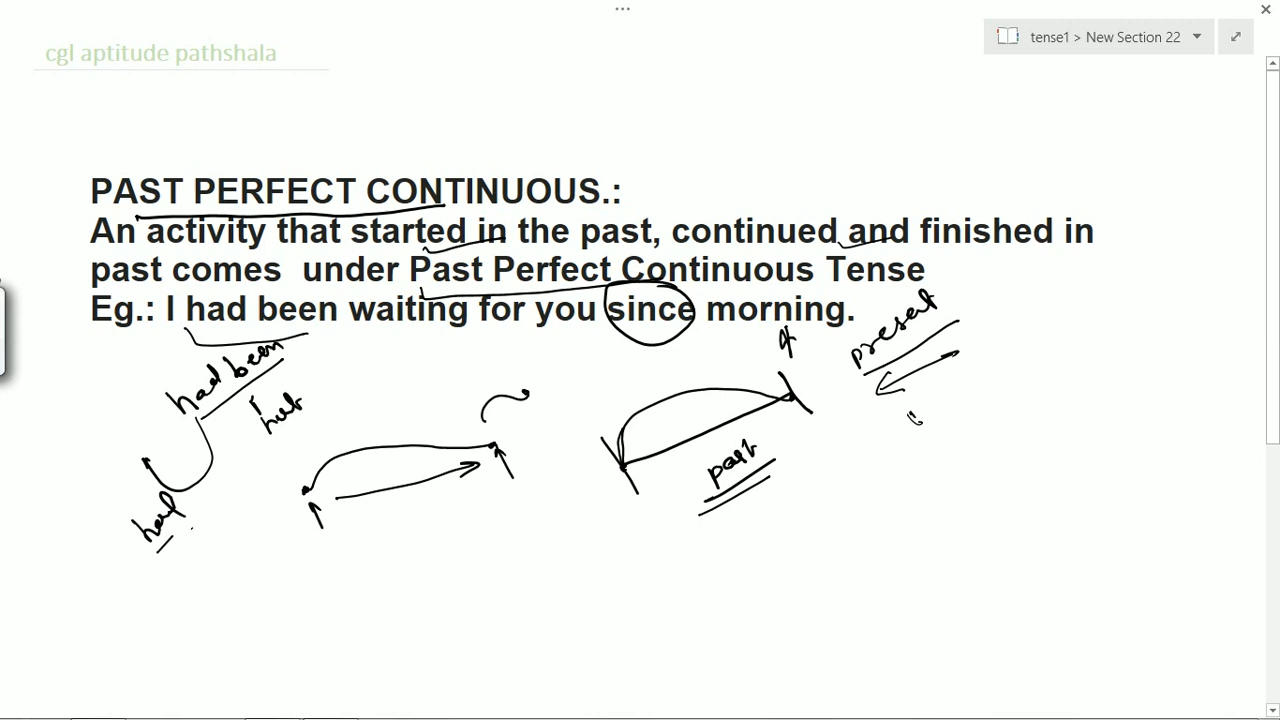 cgl aptitude pathshala
tense1 > New Section 22
PAST PERFECT CONTINUOUS.:
An activity that started in the past, continued and finished in
past comes under Past Perfect Continuous Tense
Eg.: I had been waiting for you since morning.
present
had been
past